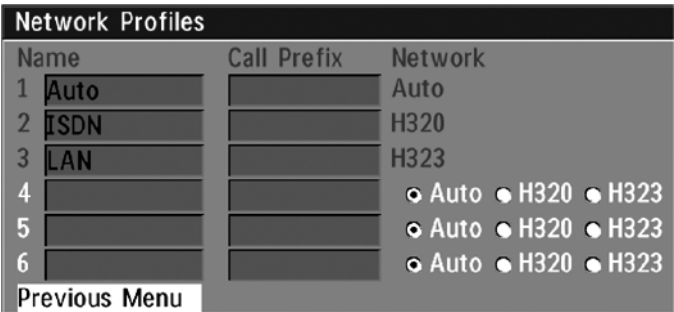 Network Profiles
Name Call Prefix Network
1 Auto Auto
2 ISDN H320
3 LAN H323
4 Auto H320 H323
5 Auto H320 H323
6 Auto H320 H323
Previous Menu